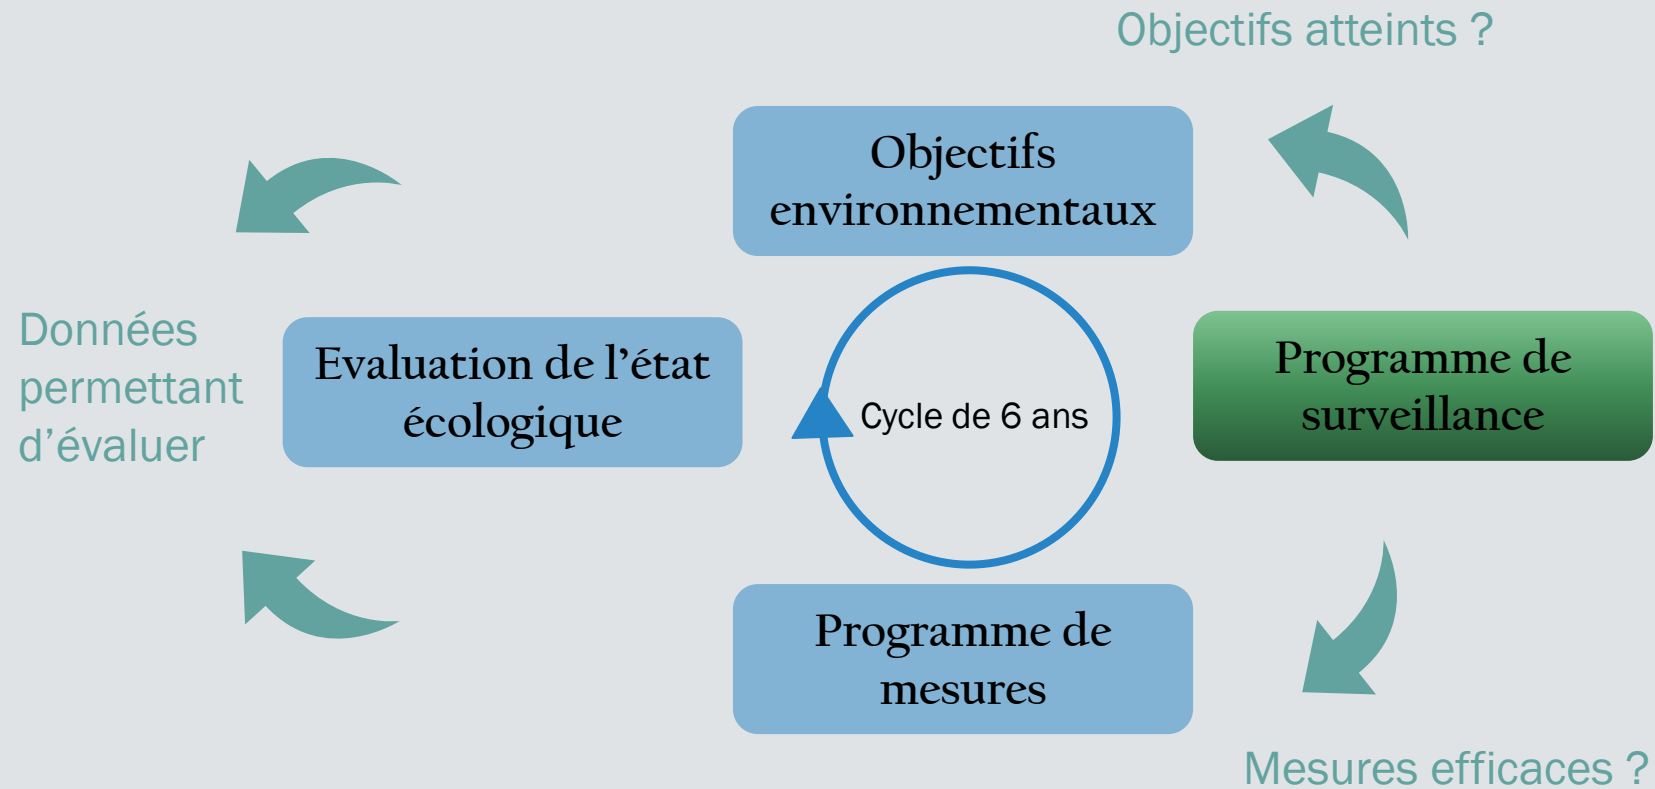 Objectifs atteints ?
Objectifs
environnementaux
Données
permettant
d’évaluer
Evaluation de l’état
écologique
Cycle de 6 ans
Programme de
surveillance
Programme de
mesures
Mesures efficaces ?